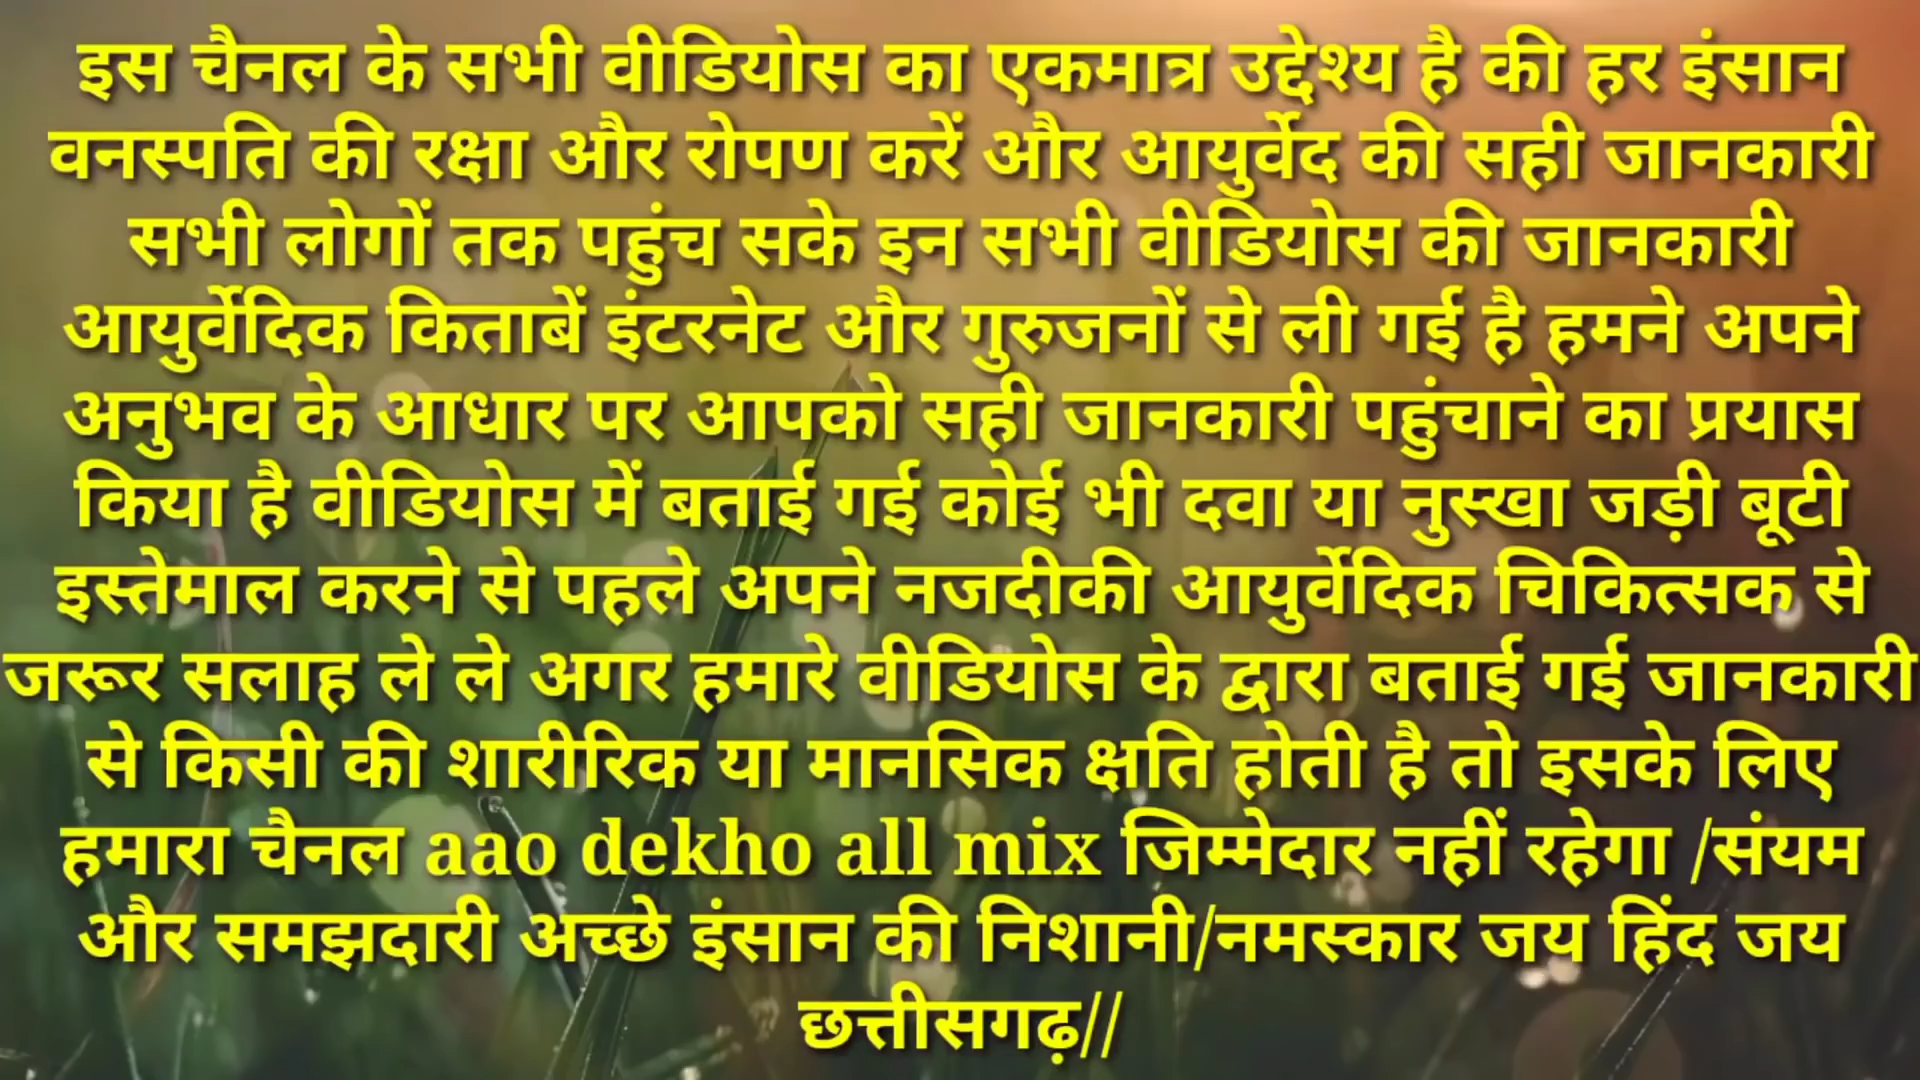 इस चैनल के सभी वीडियोस का एकमात्र उद्देश्य है की हर इंसान
वनस्पति की रक्षा और रोपण करें और आयुर्वेद की सही जानकारी
सभी लोगों तक पहुंच सके इन सभी वीडियोस की जानकारी
आयुर्वेदिक किताबें इंटरनेट और गुरुजनों से ली गई है हमने अपने
अनुभव के आधार पर आपको सही जानकारी पहुंचाने का प्रयास
किया है वीडियोस में बताई गई कोई भी दवा या नुस्खा जड़ी बूटी
इस्तेमाल करने से पहले अपने नजदीकी आयुर्वेदिक चिकित्सक से
जरूर सलाह ले ले अगर हमारे वीडियोस के द्वारा बताई गई जानकारी
से किसी की शारीरिक या मानसिक क्षति होती है तो इसके लिए
हमारा चैनल aao dekho all mix जिम्मेदार नहीं रहेगा /संयम
और समझदारी अच्छे इंसान की निशानी/नमस्कार जय हिंद जय
छत्तीसगढ़//